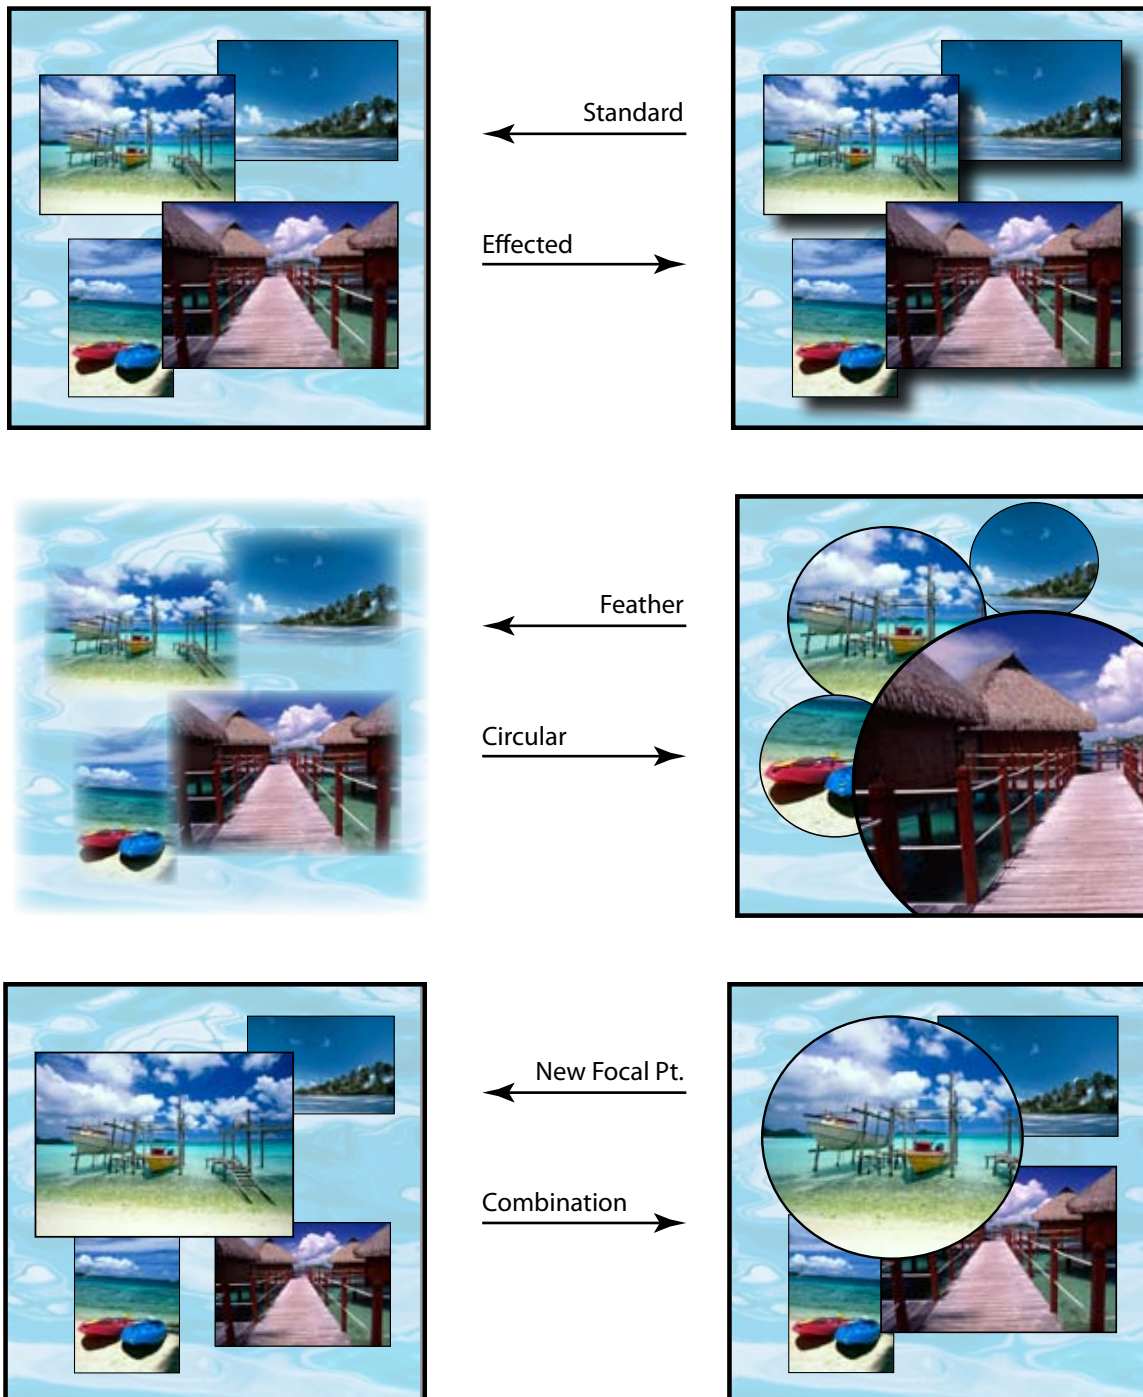 Standard
Effected
Feather
Circular
New Focal Pt.
Combination